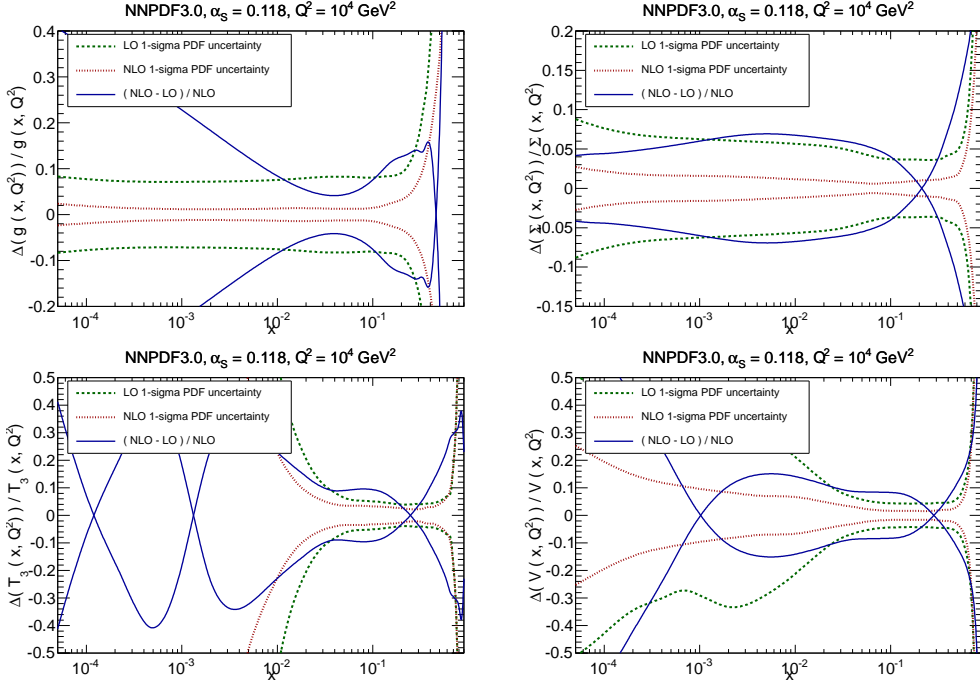 NNPDF3.0, α_S = 0.118, Q² = 10⁴ GeV²
LO 1-sigma PDF uncertainty
NLO 1-sigma PDF uncertainty
( NLO - LO ) / NLO
Δ( g ( x, Q²) ) / g ( x, Q²)
0.4
0.3
0.2
0.1
0
-0.1
-0.2
10⁻⁴ 10⁻³ 10⁻² 10⁻¹
x
NNPDF3.0, α_S = 0.118, Q² = 10⁴ GeV²
LO 1-sigma PDF uncertainty
NLO 1-sigma PDF uncertainty
( NLO - LO ) / NLO
Δ( Σ ( x, Q²) ) / Σ ( x, Q²)
0.2
0.15
0.1
0.05
0
-0.05
-0.1
-0.15
10⁻⁴ 10⁻³ 10⁻² 10⁻¹
x
NNPDF3.0, α_S = 0.118, Q² = 10⁴ GeV²
LO 1-sigma PDF uncertainty
NLO 1-sigma PDF uncertainty
( NLO - LO ) / NLO
Δ( T₃ ( x, Q²) ) / T₃ ( x, Q²)
0.5
0.4
0.3
0.2
0.1
0
-0.1
-0.2
-0.3
-0.4
-0.5
10⁻⁴ 10⁻³ 10⁻² 10⁻¹
x
NNPDF3.0, α_S = 0.118, Q² = 10⁴ GeV²
LO 1-sigma PDF uncertainty
NLO 1-sigma PDF uncertainty
( NLO - LO ) / NLO
Δ( V ( x, Q²) ) / V ( x, Q²)
0.5
0.4
0.3
0.2
0.1
0
-0.1
-0.2
-0.3
-0.4
-0.5
10⁻⁴ 10⁻³ 10⁻² 10⁻¹
x